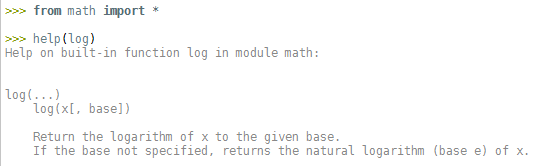 >>> from math import *
>>> help(log)
Help on built-in function log in module math:
log(...)
    log(x[, base])
    Return the logarithm of x to the given base.
    If the base not specified, returns the natural logarithm (base e) of x.